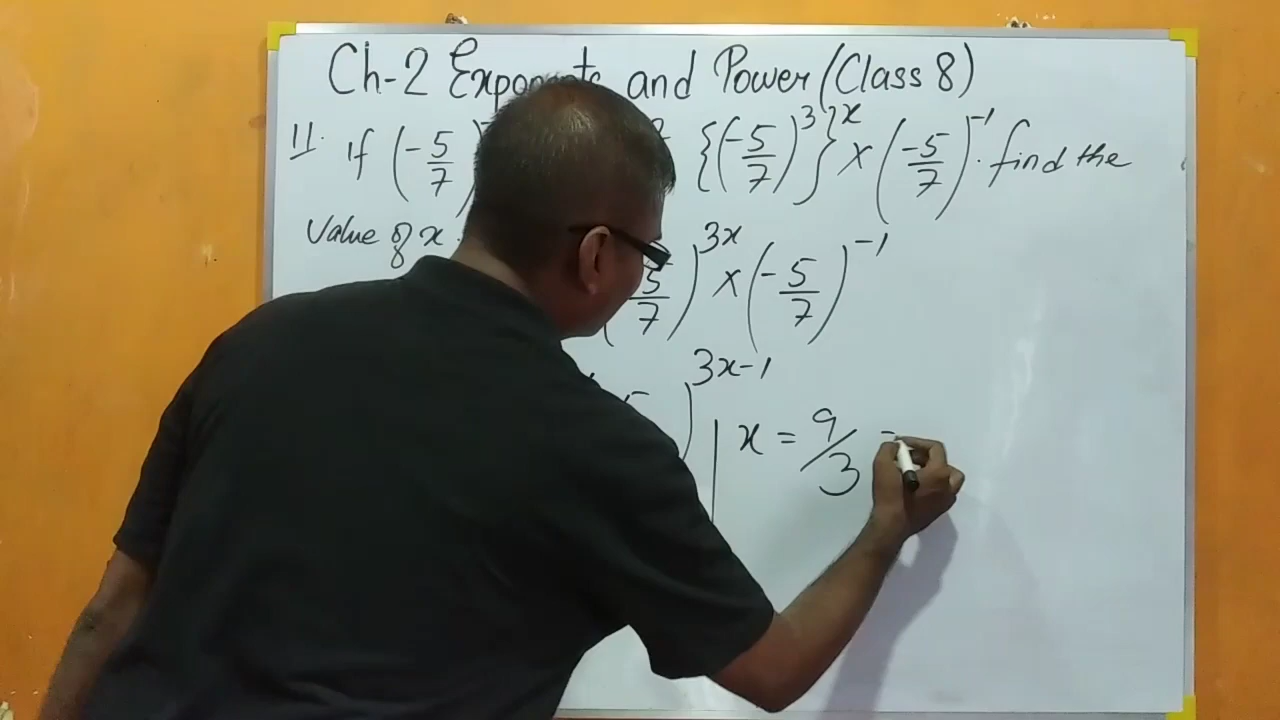 Ch-2 and Power (Class 8)
11. If (-5/7) {(-5/7)^3}^x × (-5/7)^-1. find the
Value of x.
5/7)^3x × (-5/7)^-1
)^3x-1
x = 9/3 =